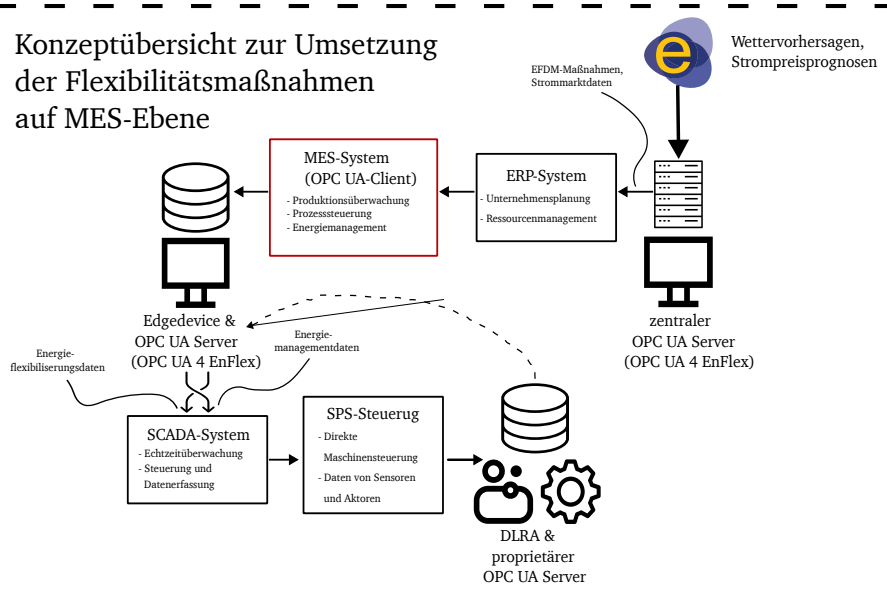 Konzeptübersicht zur Umsetzung
der Flexibilitätsmaßnahmen
auf MES-Ebene
e
Wettervorhersagen,
Strompreisprognosen
EFDM-Maßnahmen,
Strommarktdaten
MES-System
(OPC UA-Client)
- Produktionsüberwachung
- Prozesssteuerung
- Energiemanagement
ERP-System
- Unternehmensplanung
- Ressourcenmanagement
Edgedevice &
OPC UA Server
(OPC UA 4 EnFlex)
zentraler
OPC UA Server
(OPC UA 4 EnFlex)
Energie-
flexibiliserungsdaten
Energie-
managementdaten
SCADA-System
- Echtzeitüberwachung
- Steuerung und
Datenerfassung
SPS-Steuerug
- Direkte
Maschinensteuerung
- Daten von Sensoren
und Aktoren
DLRA &
proprietärer
OPC UA Server